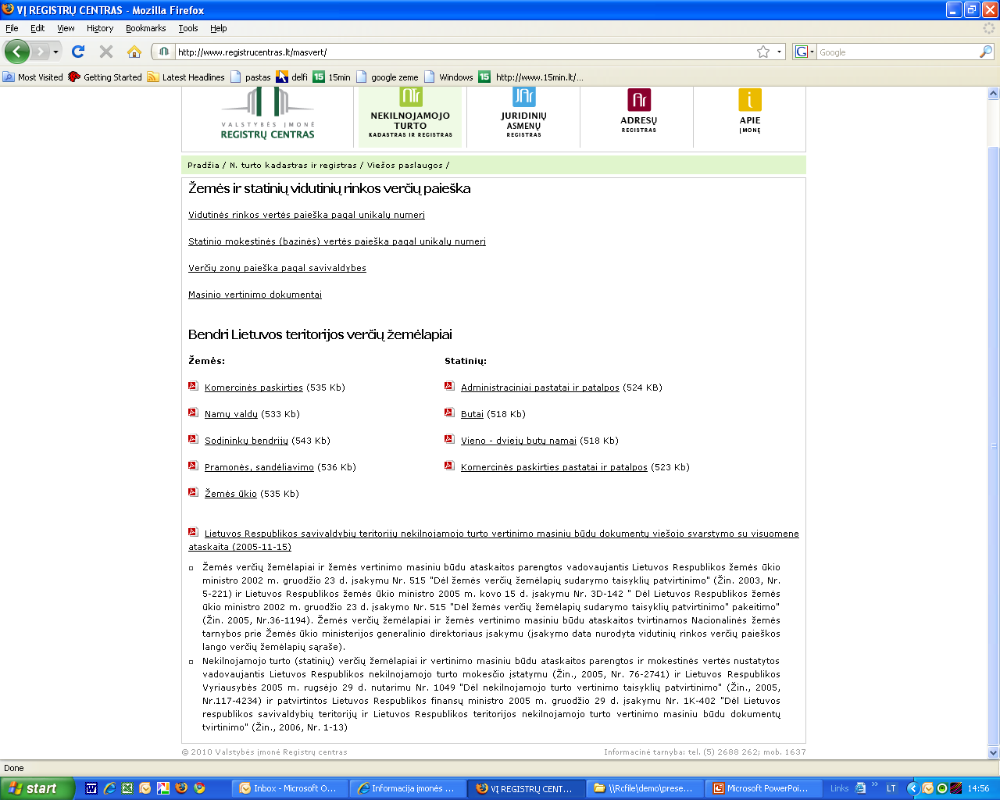 VĮ REGISTRŲ CENTRAS - Mozilla Firefox
File Edit View History Bookmarks Tools Help
http://www.registrucentras.lt/masvert/
Google
Most Visited Getting Started Latest Headlines pastas delfi 15min google zeme Windows http://www.15min.lt/...
VALSTYBĖS ĮMONĖ
REGISTRŲ CENTRAS
NEKILNOJAMOJO
TURTO
KADASTRAS IR REGISTRAS
JURIDINIŲ
ASMENŲ
REGISTRAS
ADRESŲ
REGISTRAS
APIE
ĮMONĘ
Pradžia / N. turto kadastras ir registras / Viešos paslaugos /
Žemės ir statinių vidutinių rinkos verčių paieška
Vidutinės rinkos vertės paieška pagal unikalų numerį
Statinio mokestinės (bazinės) vertės paieška pagal unikalų numerį
Verčių zonų paieška pagal savivaldybes
Masinio vertinimo dokumentai
Bendri Lietuvos teritorijos verčių žemėlapiai
Žemės:
Komercinės paskirties (535 Kb)
Namų valdų (533 Kb)
Sodininkų bendrijų (543 Kb)
Pramonės, sandėliavimo (536 Kb)
Žemės ūkio (535 Kb)
Statinių:
Administraciniai pastatai ir patalpos (524 KB)
Butai (518 Kb)
Vieno - dviejų butų namai (518 Kb)
Komercinės paskirties pastatai ir patalpos (523 Kb)
Lietuvos Respublikos savivaldybių teritorijų nekilnojamojo turto vertinimo masiniu būdu dokumentų viešojo svarstymo su visuomene
ataskaita (2005-11-15)
Žemės verčių žemėlapiai ir žemės vertinimo masiniu būdu ataskaitos parengtos vadovaujantis Lietuvos Respublikos žemės ūkio
ministro 2002 m. gruodžio 23 d. įsakymu Nr. 515 "Dėl žemės verčių žemėlapių sudarymo taisyklių patvirtinimo" (Žin. 2003, Nr.
5-221) ir Lietuvos Respublikos žemės ūkio ministro 2005 m. kovo 15 d. įsakymu Nr. 3D-142 " Dėl Lietuvos Respublikos žemės
ūkio ministro 2002 m. gruodžio 23 d. įsakymo Nr. 515 "Dėl žemės verčių žemėlapių sudarymo taisyklių patvirtinimo" pakeitimo"
(Žin. 2005, Nr.36-1194). Žemės verčių žemėlapiai ir žemės vertinimo masiniu būdu ataskaitos tvirtinamos Nacionalinės žemės
tarnybos prie Žemės ūkio ministerijos generalinio direktoriaus įsakymu (įsakymo data nurodyta vidutinių rinkos verčių paieškos
lango verčių žemėlapių sąraše).
Nekilnojamojo turto (statinių) verčių žemėlapiai ir vertinimo masiniu būdu ataskaitos parengtos ir mokestinės vertės nustatytos
vadovaujantis Lietuvos Respublikos nekilnojamojo turto mokesčio įstatymu (Žin., 2005, Nr. 76-2741) ir Lietuvos Respublikos
Vyriausybės 2005 m. rugsėjo 29 d. nutarimu Nr. 1049 "Dėl nekilnojamojo turto vertinimo taisyklių patvirtinimo" (Žin., 2005,
Nr.117-4234) ir patvirtintos Lietuvos Respublikos finansų ministro 2005 m. gruodžio 29 d. įsakymu Nr. 1K-402 "Dėl Lietuvos
respublikos savivaldybių teritorijų ir Lietuvos Respublikos teritorijos nekilnojamojo turto vertinimo masiniu būdu dokumentų
tvirtinimo" (Žin., 2006, Nr. 1-13)
© 2010 Valstybės įmonė Registrų centras
Informacinė tarnyba: tel. (5) 2688 262; mob. 1637
Done
start Inbox - Microsoft O... Informacija įmonės ... VĮ REGISTRŲ CENT... \\Rcfile\demo\prese... Microsoft PowerPoi... Links LT 14:56